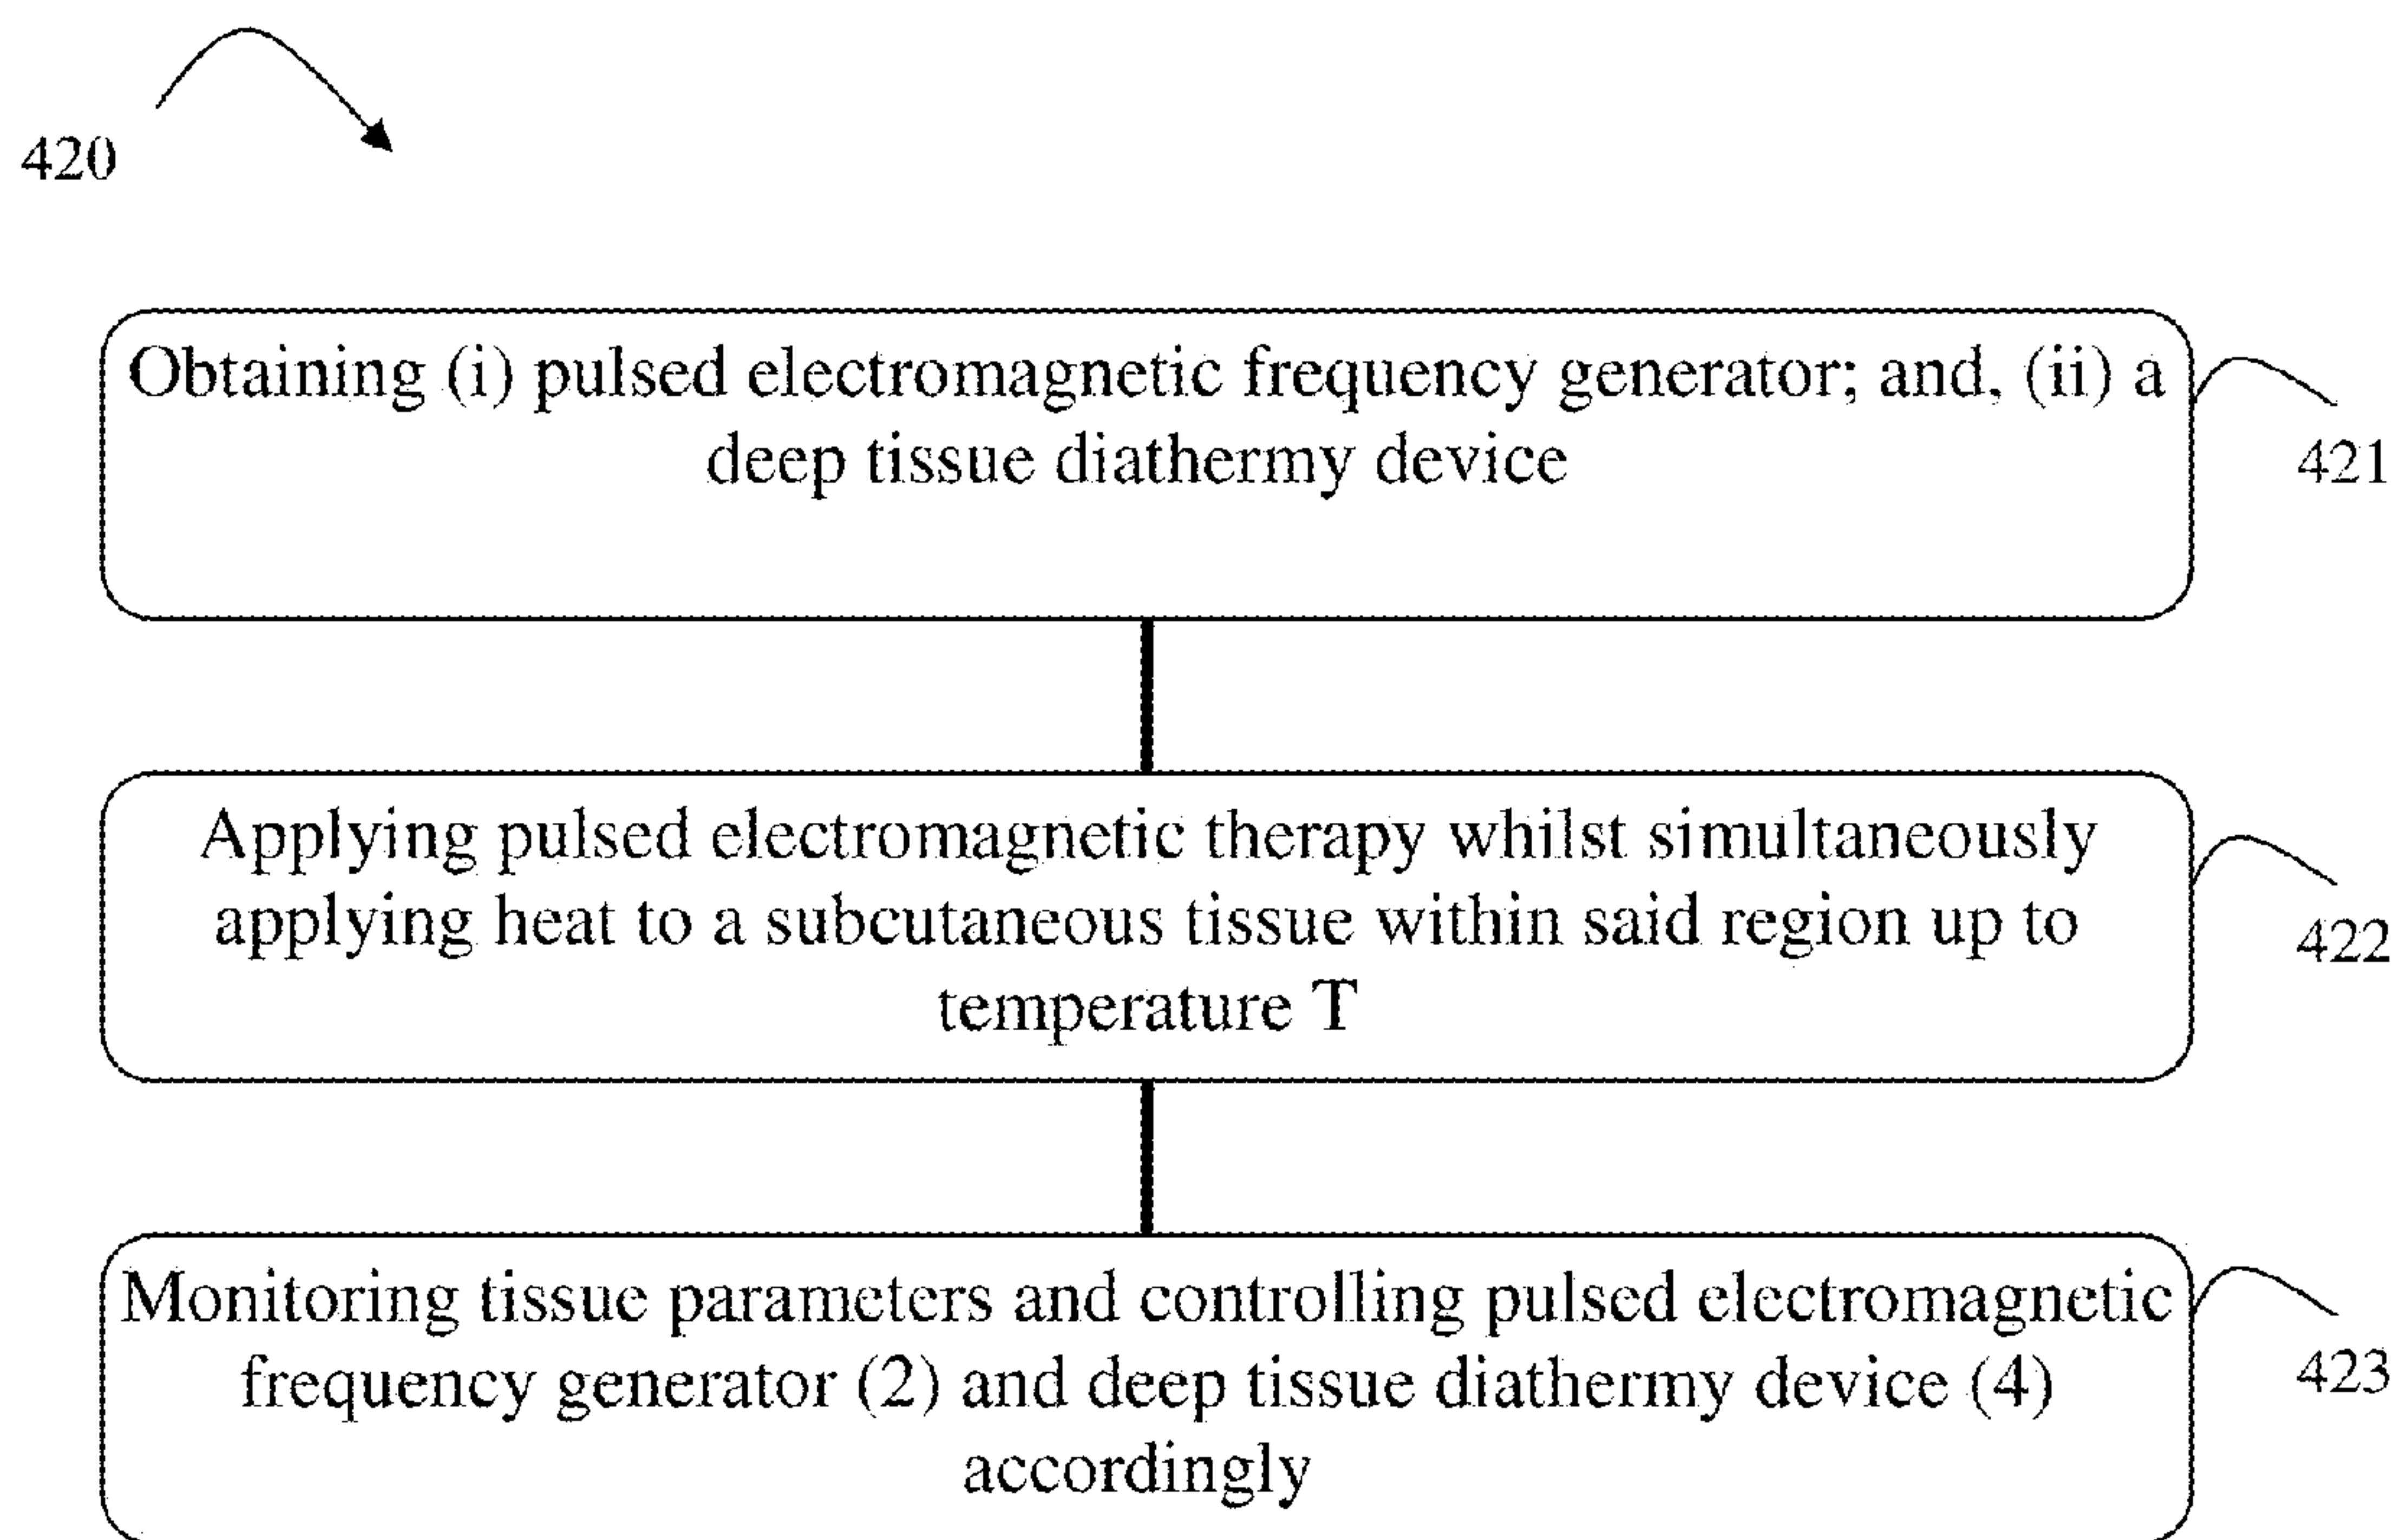 420
Obtaining (i) pulsed electromagnetic frequency generator; and, (ii) a
deep tissue diathermy device
421
Applying pulsed electromagnetic therapy whilst simultaneously
applying heat to a subcutaneous tissue within said region up to
temperature T
422
Monitoring tissue parameters and controlling pulsed electromagnetic
frequency generator (2) and deep tissue diathermy device (4)
accordingly
423